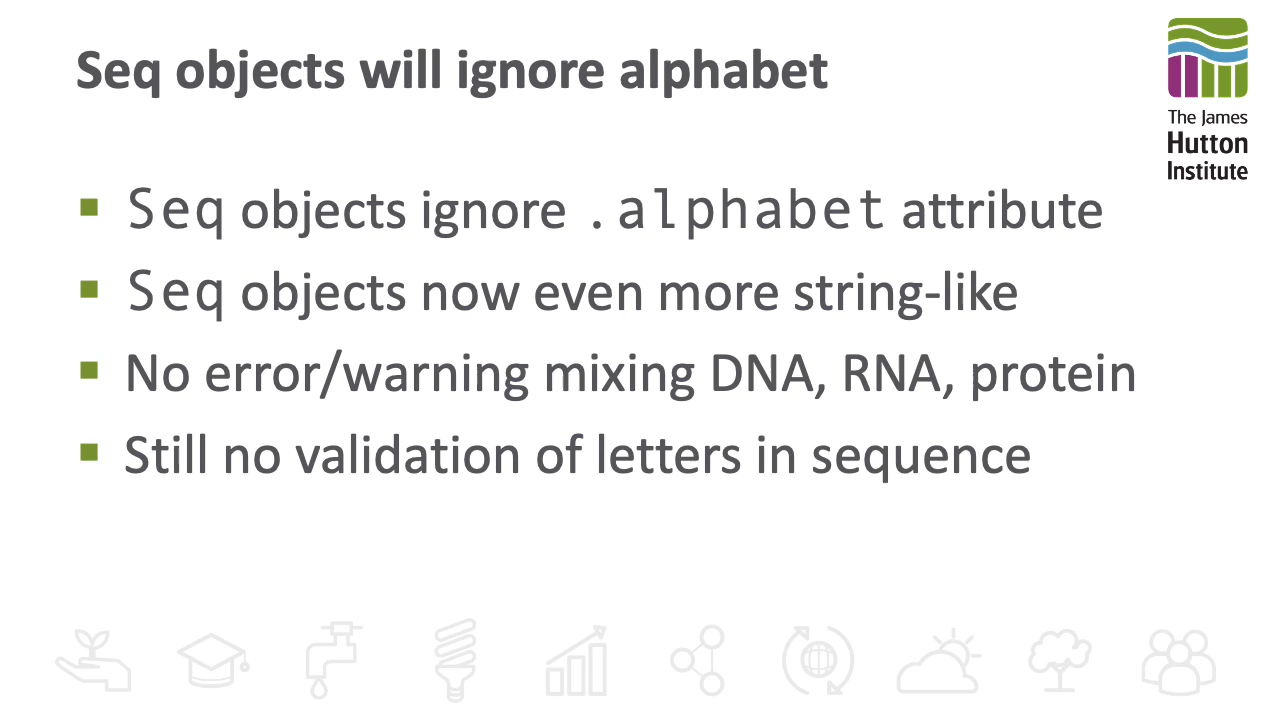 Seq objects will ignore alphabet
The James
Hutton
Institute
Seq objects ignore .alphabet attribute
Seq objects now even more string-like
No error/warning mixing DNA, RNA, protein
Still no validation of letters in sequence